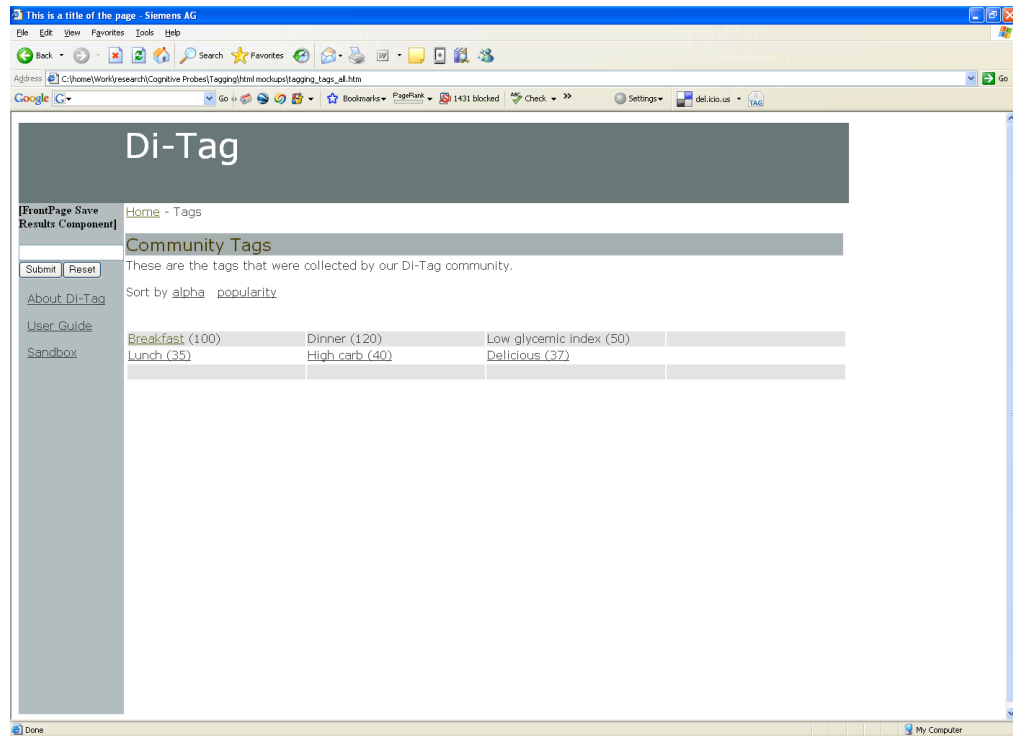 This is a title of the page - Siemens AG
File Edit View Favorites Tools Help
Back Search Favorites
Address C:\home\Work\research\Cognitive Probes\Tagging\html mockups\tagging_tags_all.htm Go
Google G Go Bookmarks PageRank 1431 blocked ABC Check >> Settings del.icio.us TAG
Di-Tag
[FrontPage Save
Results Component]
Submit Reset
About Di-Tag
User Guide
Sandbox
Home - Tags
Community Tags
These are the tags that were collected by our Di-Tag community.
Sort by alpha popularity
Breakfast (100) Dinner (120) Low glycemic index (50)
Lunch (35) High carb (40) Delicious (37)
Done My Computer